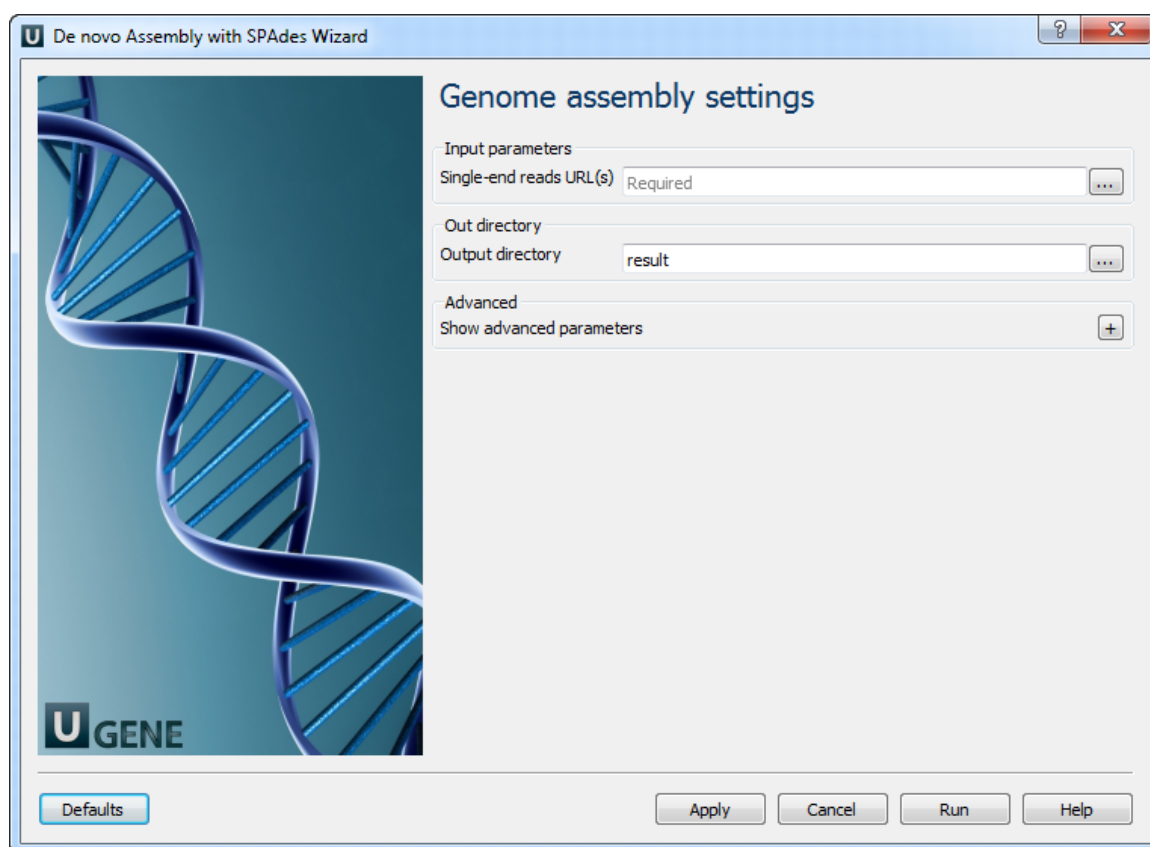 U De novo Assembly with SPAdes Wizard
? x
Genome assembly settings
Input parameters
Single-end reads URL(s) Required ...
Out directory
Output directory result ...
Advanced
Show advanced parameters +
U GENE
Defaults Apply Cancel Run Help